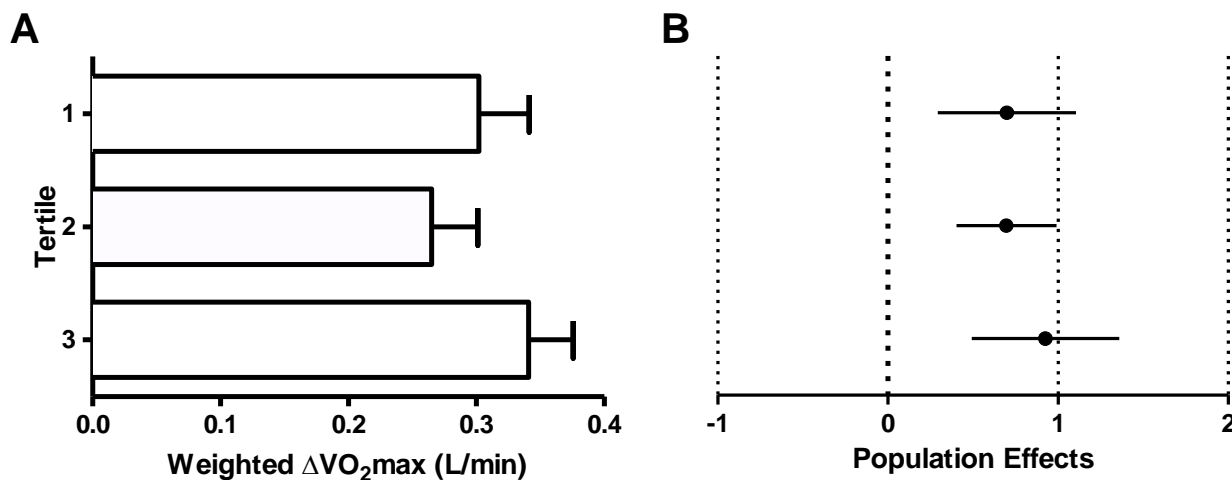 A
Tertile
1
2
3
0.0 0.1 0.2 0.3 0.4
Weighted ΔVO₂max (L/min)
B
-1 0 1 2
Population Effects